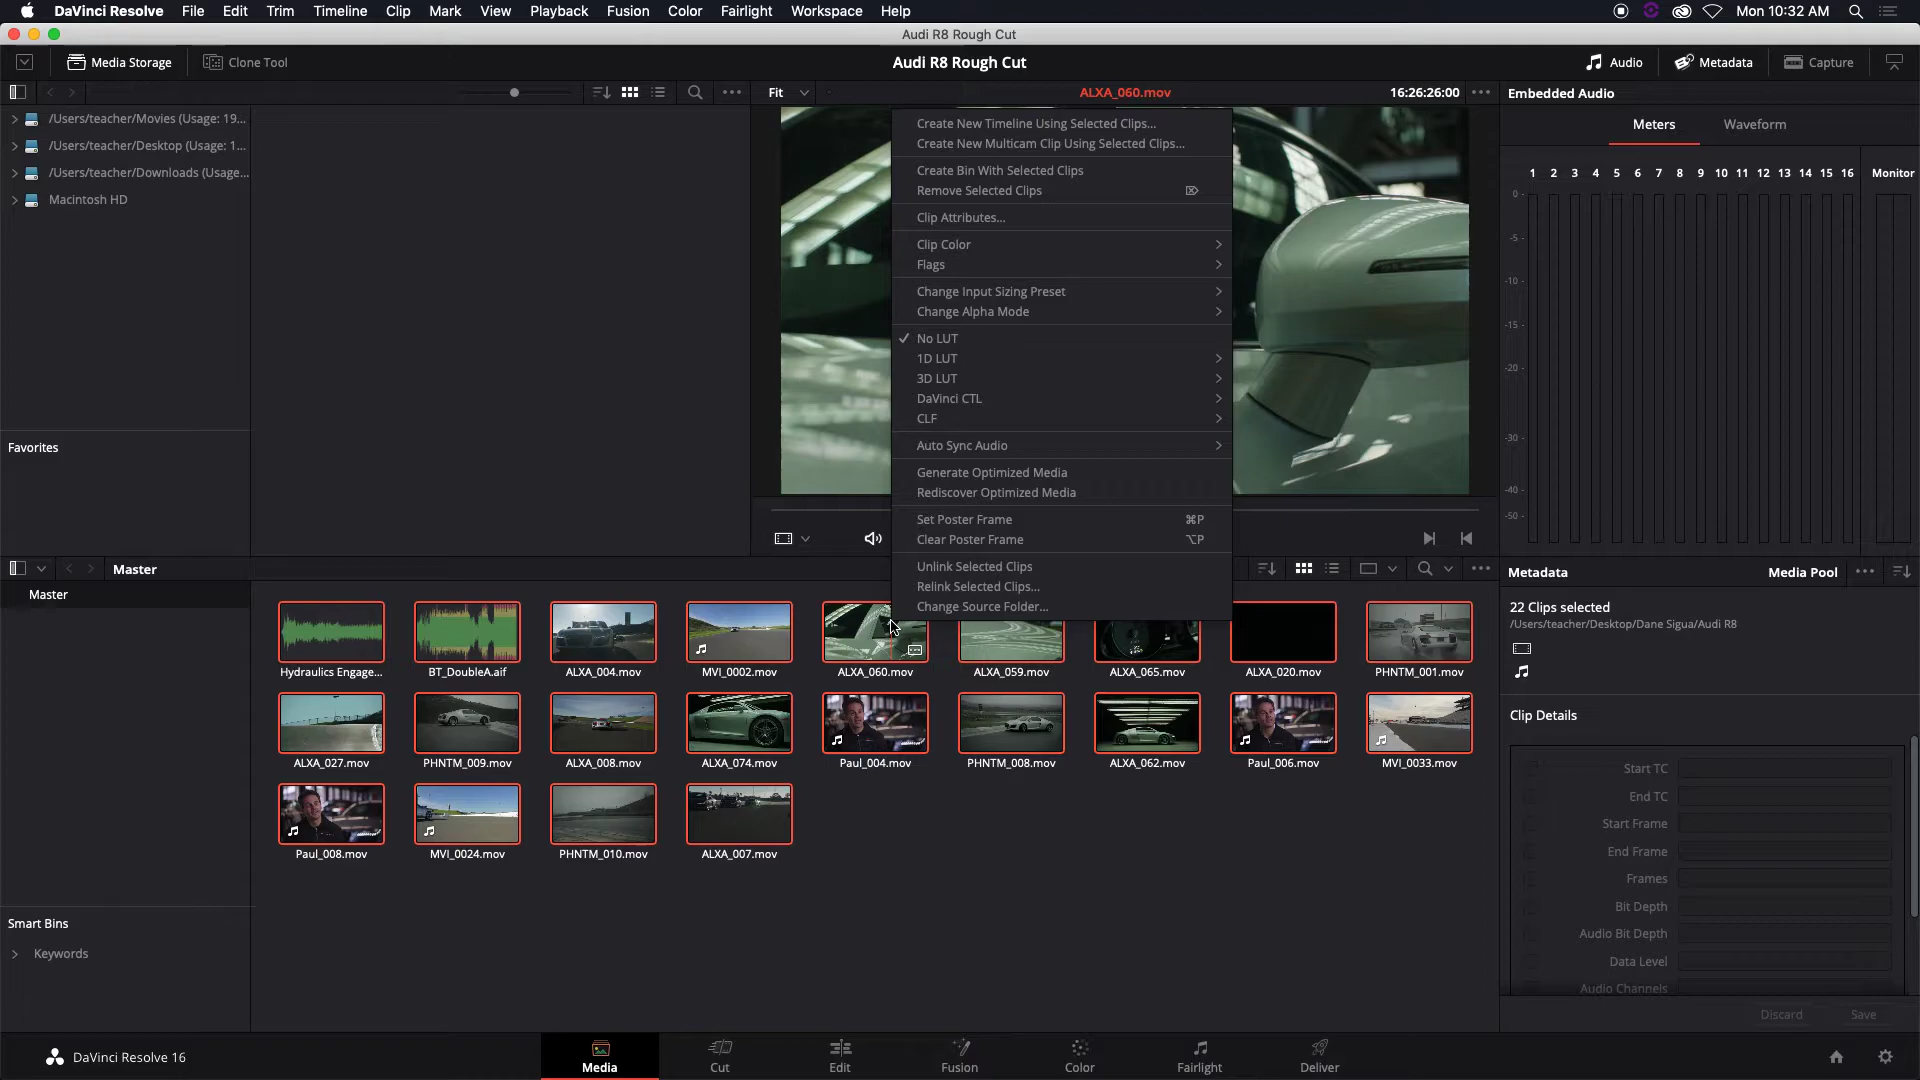 DaVinci Resolve File Edit Trim Timeline Clip Mark View Playback Fusion Color Fairlight Workspace Help Mon 10:32 AM
Audi R8 Rough Cut
Media Storage Clone Tool Audi R8 Rough Cut Audio Metadata Capture
Fit ALXA_060.mov 16:26:26:00 ••• Embedded Audio
/Users/teacher/Movies (Usage: 19...
/Users/teacher/Desktop (Usage: 1...
/Users/teacher/Downloads (Usage...
Macintosh HD
Favorites
Create New Timeline Using Selected Clips...
Create New Multicam Clip Using Selected Clips...
Create Bin With Selected Clips
Remove Selected Clips ⌦
Clip Attributes...
Clip Color
Flags
Change Input Sizing Preset
Change Alpha Mode
No LUT
1D LUT
3D LUT
DaVinci CTL
CLF
Auto Sync Audio
Generate Optimized Media
Rediscover Optimized Media
Set Poster Frame ⌘P
Clear Poster Frame ⌥P
Unlink Selected Clips
Relink Selected Clips...
Change Source Folder...
Meters Waveform
1 2 3 4 5 6 7 8 9 10 11 12 13 14 15 16 Monitor
0 -
-5 -
-10 -
-15 -
-20 -
-30 -
-40 -
-50 -
Master
Master
Hydraulics Engage... BT_DoubleA.aif ALXA_004.mov MVI_0002.mov ALXA_060.mov ALXA_059.mov ALXA_065.mov ALXA_020.mov PHNTM_001.mov
ALXA_027.mov PHNTM_009.mov ALXA_008.mov ALXA_074.mov Paul_004.mov PHNTM_008.mov ALXA_062.mov Paul_006.mov MVI_0033.mov
Paul_008.mov MVI_0024.mov PHNTM_010.mov ALXA_007.mov
Smart Bins
Keywords
Metadata Media Pool •••
22 Clips selected
/Users/teacher/Desktop/Dane Sigua/Audi R8
Clip Details
Start TC
End TC
Start Frame
End Frame
Frames
Bit Depth
Audio Bit Depth
Data Level
Audio Channels
Discard Save
DaVinci Resolve 16 Media Cut Edit Fusion Color Fairlight Deliver